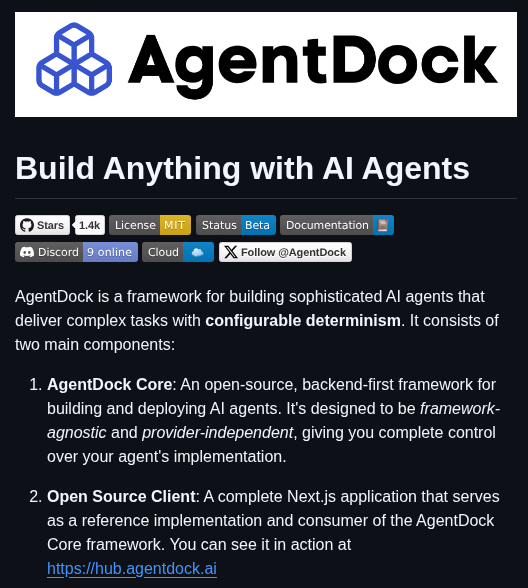 AgentDock
Build Anything with AI Agents
Stars 1.4k License MIT Status Beta Documentation
Discord 9 online Cloud Follow @AgentDock
AgentDock is a framework for building sophisticated AI agents that
deliver complex tasks with configurable determinism. It consists of
two main components:
1. AgentDock Core: An open-source, backend-first framework for
building and deploying AI agents. It's designed to be framework-
agnostic and provider-independent, giving you complete control
over your agent's implementation.
2. Open Source Client: A complete Next.js application that serves
as a reference implementation and consumer of the AgentDock
Core framework. You can see it in action at
https://hub.agentdock.ai